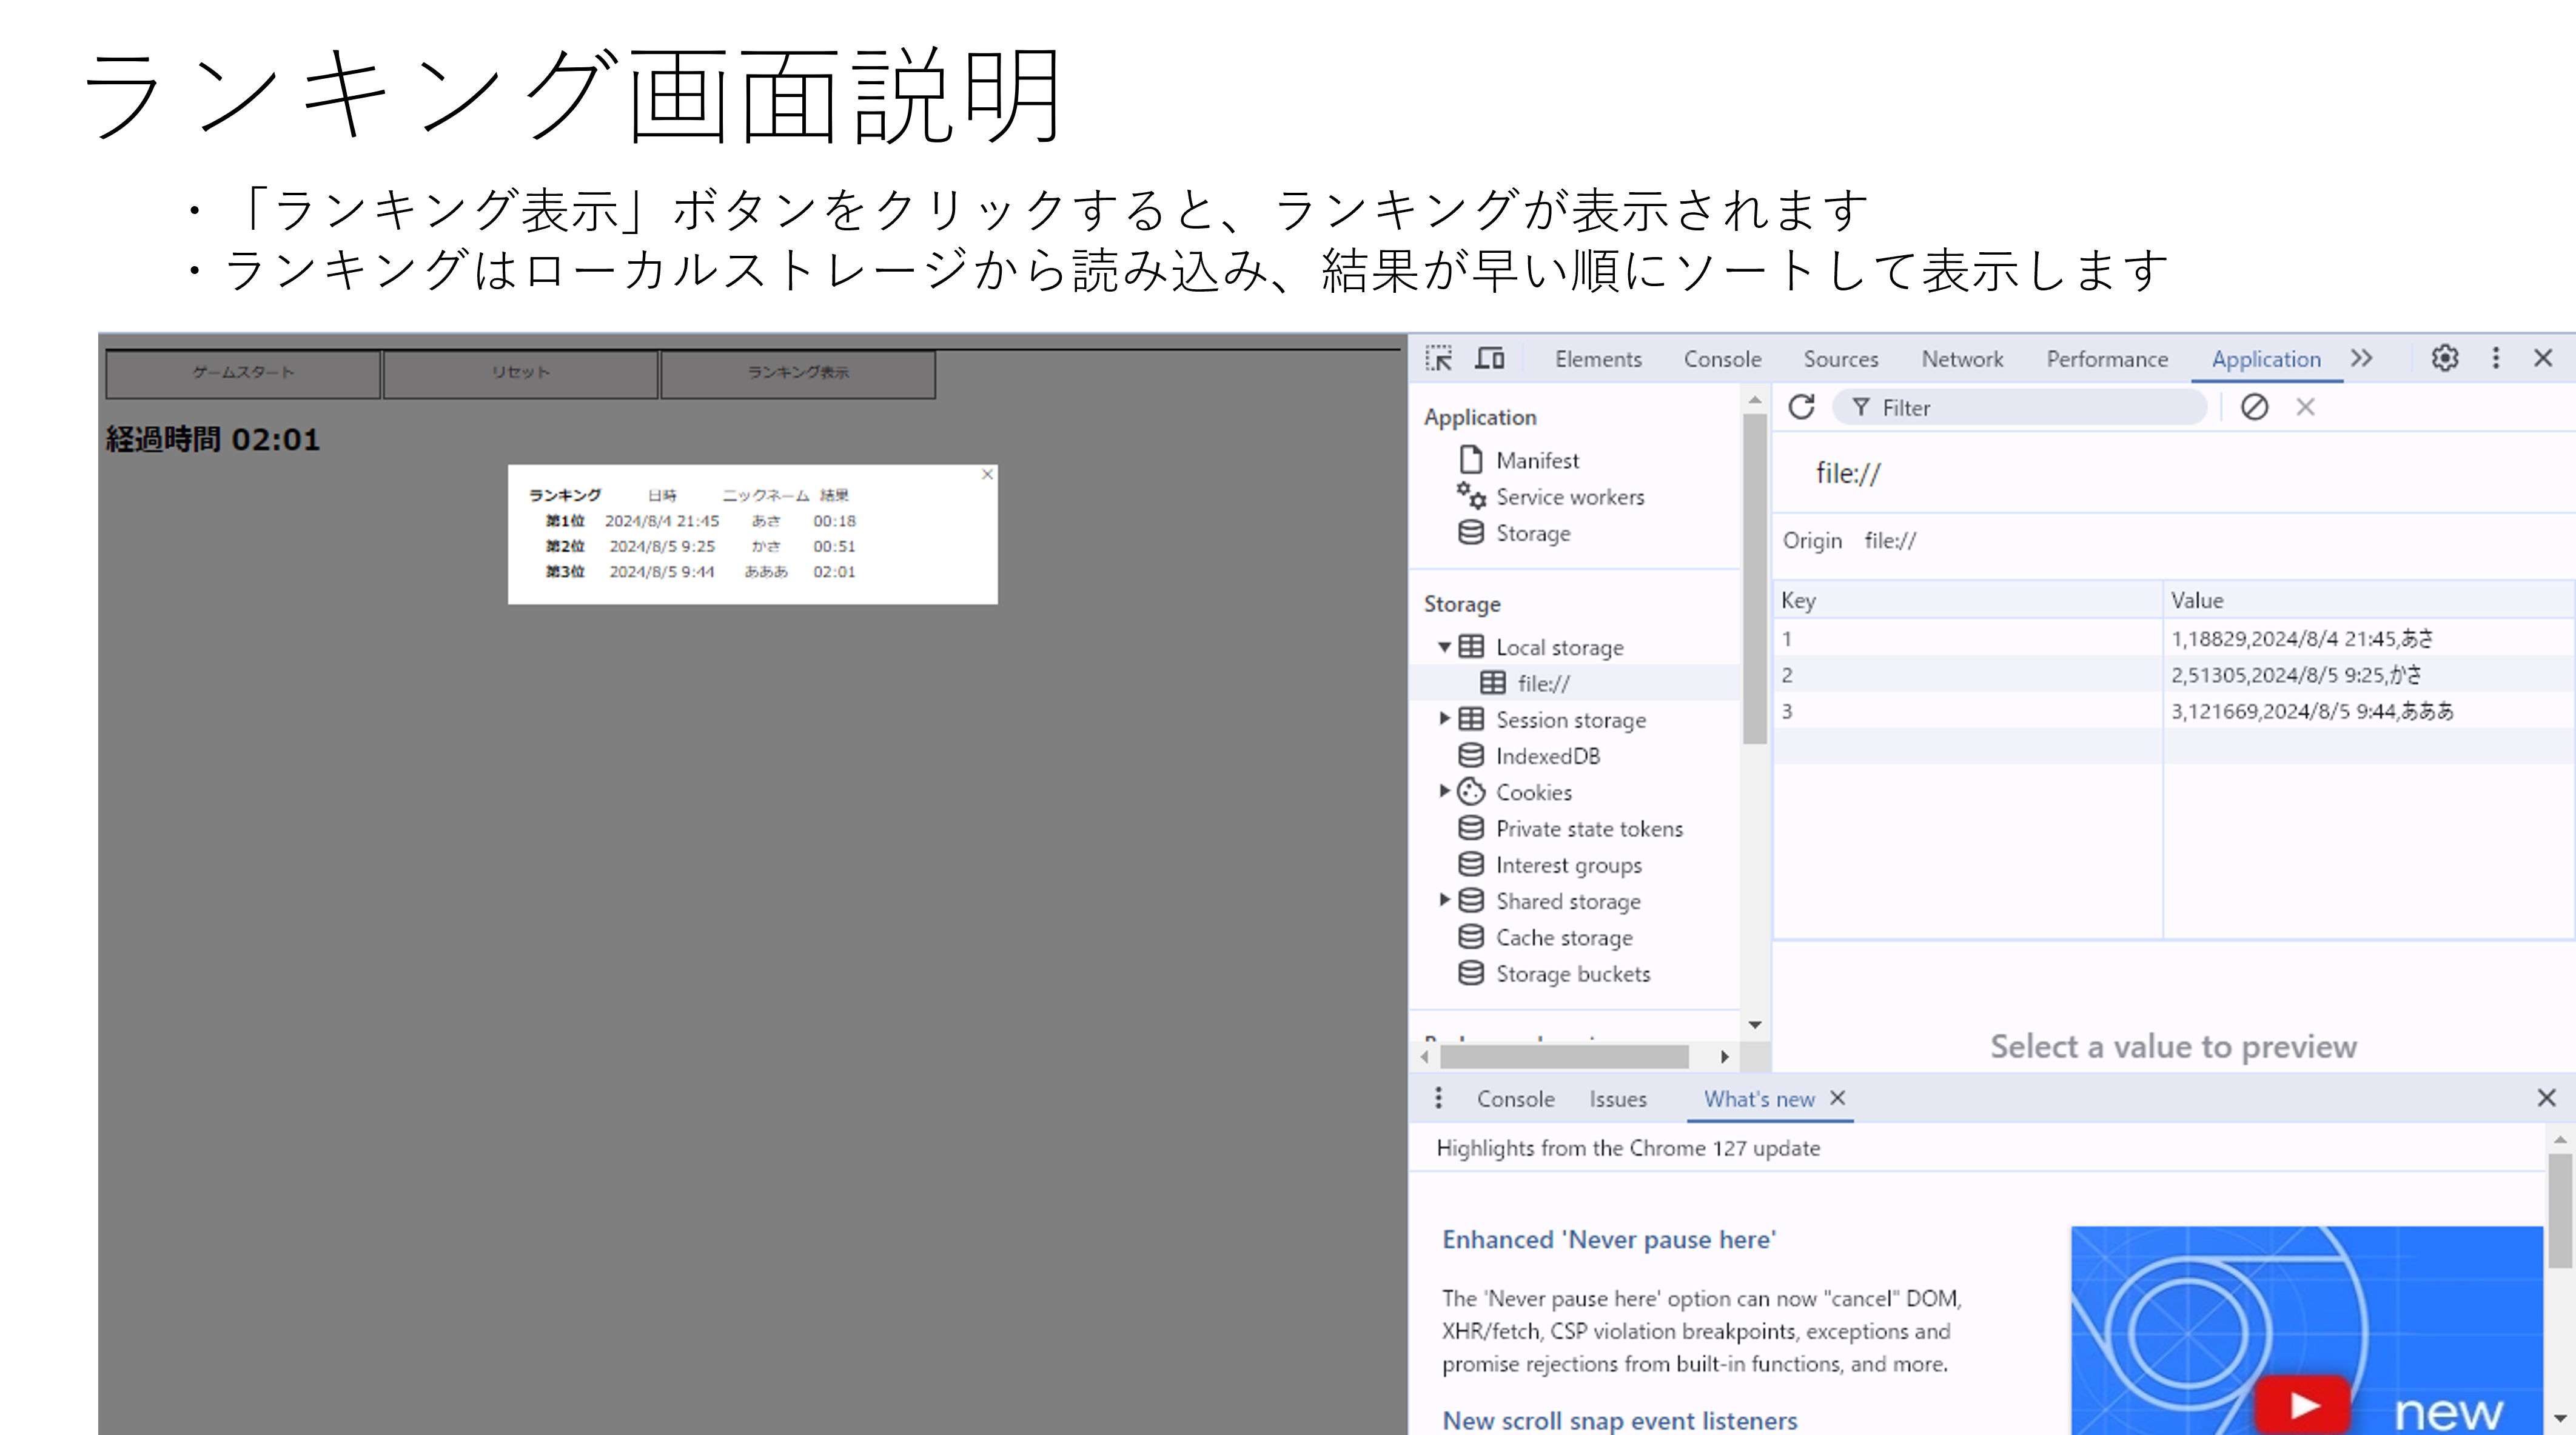 ランキング画面説明
・「ランキング表示」ボタンをクリックすると、ランキングが表示されます
・ランキングはローカルストレージから読み込み、結果が早い順にソートして表示します
ゲームスタート リセット ランキング表示
経過時間 02:01
ランキング 日時 ニックネーム 結果
第1位 2024/8/4 21:45 あさ 00:18
第2位 2024/8/5 9:25 かさ 00:51
第3位 2024/8/5 9:44 あああ 02:01
Elements Console Sources Network Performance Application
Application
Manifest
Service workers
Storage
Storage
Local storage
file://
Session storage
IndexedDB
Cookies
Private state tokens
Interest groups
Shared storage
Cache storage
Storage buckets
Filter
file://
Origin file://
Key Value
1 1,18829,2024/8/4 21:45,あさ
2 2,51305,2024/8/5 9:25,かさ
3 3,121669,2024/8/5 9:44,あああ
Select a value to preview
Console Issues What's new
Highlights from the Chrome 127 update
Enhanced 'Never pause here'
The 'Never pause here' option can now "cancel" DOM,
XHR/fetch, CSP violation breakpoints, exceptions and
promise rejections from built-in functions, and more.
New scroll snap event listeners
new